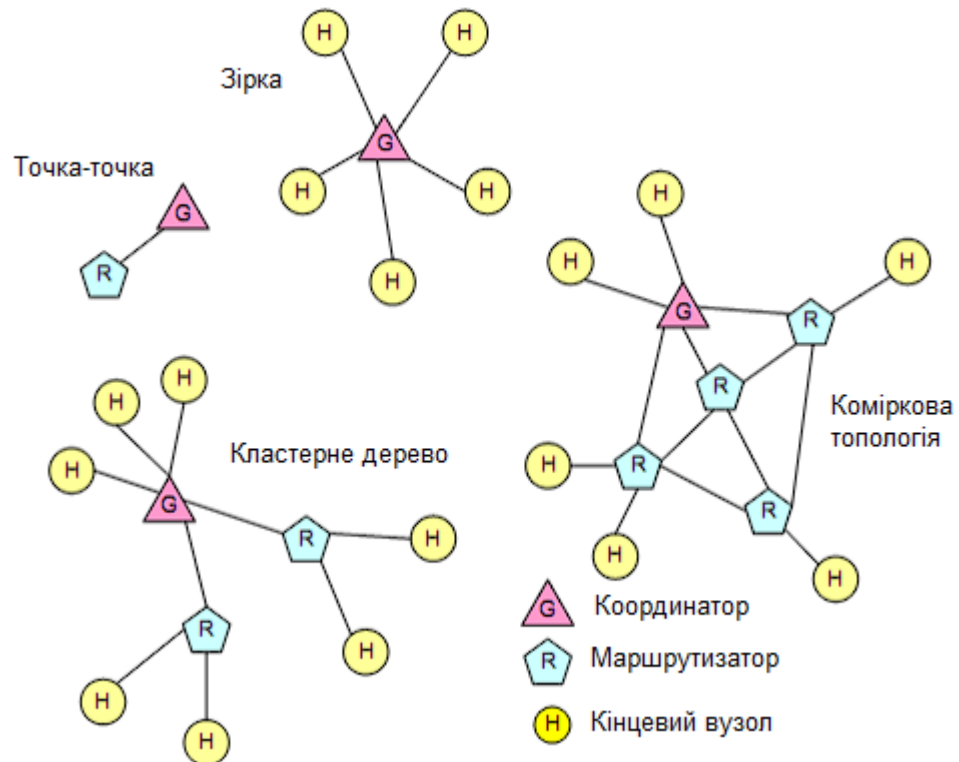 H
H
Зірка
G
Точка-точка
H
H
G
R
H
H
H
H
G
R
R
Коміркова
топологія
H
R
R
H
H
H
H
H
Кластерне дерево
G
R
H
R
H
H
H
G Координатор
R Маршрутизатор
H Кінцевий вузол